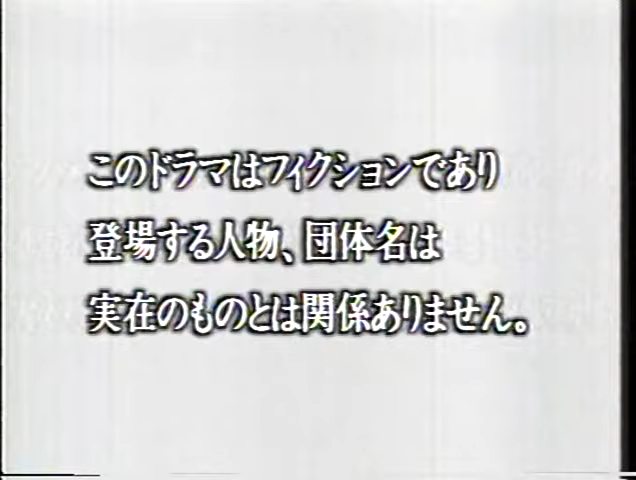 このドラマはフィクションであり
登場する人物、団体名は
実在のものとは関係ありません。